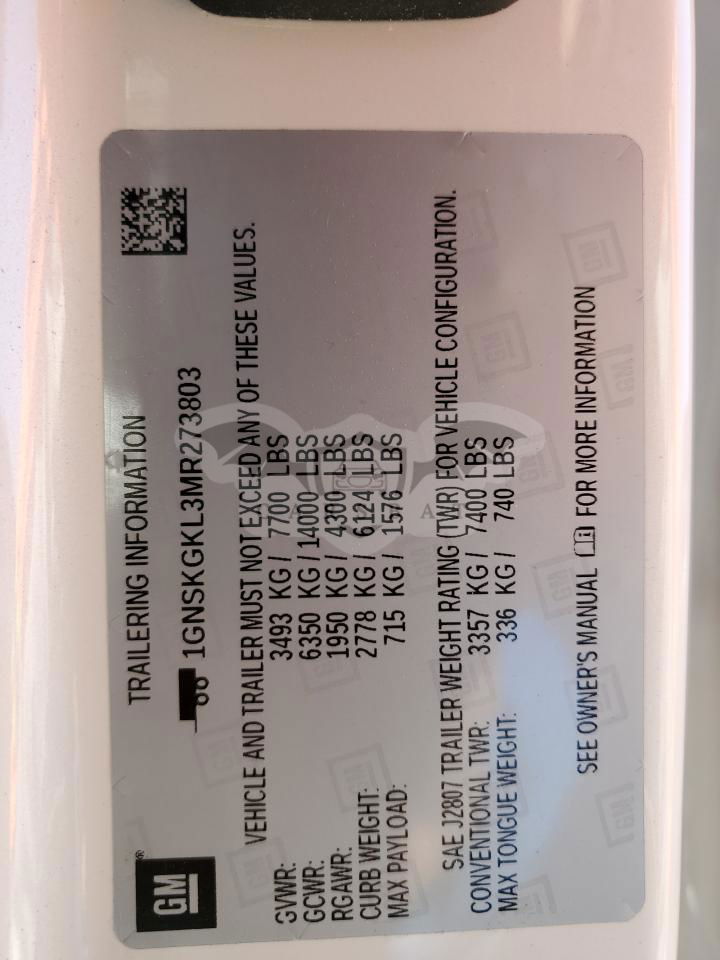 GM®
TRAILERING INFORMATION
1GNSKGKL3MR273803
VEHICLE AND TRAILER MUST NOT EXCEED ANY OF THESE VALUES.
GVWR: 3493 KG / 7700 LBS
GCWR: 6350 KG / 14000 LBS
RGAWR: 1950 KG / 4300 LBS
CURB WEIGHT: 2778 KG / 6124 LBS
MAX PAYLOAD: 715 KG / 1576 LBS
SAE J2807 TRAILER WEIGHT RATING (TWR) FOR VEHICLE CONFIGURATION.
CONVENTIONAL TWR: 3357 KG / 7400 LBS
MAX TONGUE WEIGHT: 336 KG / 740 LBS
SEE OWNER'S MANUAL FOR MORE INFORMATION